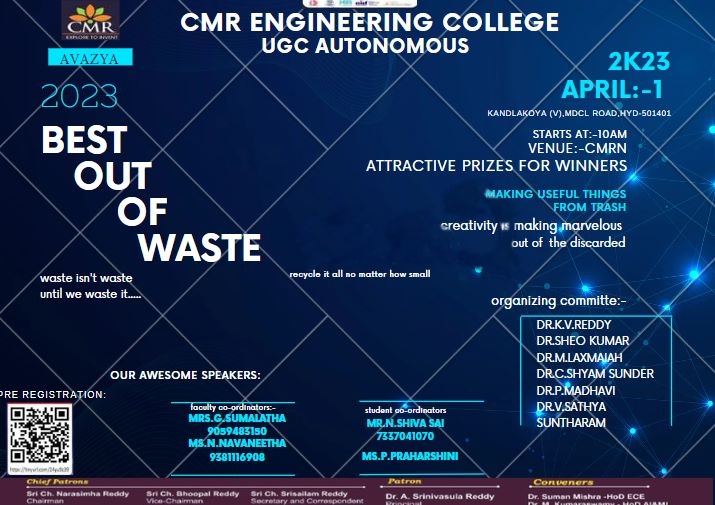 CMR
EXPLORE TO INVENT
CMR ENGINEERING COLLEGE
UGC AUTONOMOUS
AVAZYA
2023
2K23
APRIL:-1
KANDLAKOYA (V),MDCL ROAD,HYD-501401
BEST
OUT
OF
WASTE
STARTS AT:-10AM
VENUE:-CMRN
ATTRACTIVE PRIZES FOR WINNERS
MAKING USEFUL THINGS
FROM TRASH
creativity is making marvelous
out of the discarded
waste isn't waste
until we waste it.....
recycle it all no matter how small
organizing committe:-
DR.K.V.REDDY
DR.SHEO KUMAR
DR.M.LAXMAIAH
DR.C.SHYAM SUNDER
DR.P.MADHAVI
DR.V.SATHYA
SUNTHARAM
OUR AWESOME SPEAKERS:
PRE REGISTRATION:
faculty co-ordinators:-
MRS.G.SUMALATHA
9059483150
MS.N.NAVANEETHA
9381116908
student co-ordinators
MR.N.SHIVA SAI
7337041070
MS.P.PRAHARSHINI
Chief Patrons
Sri Ch. Narasimha Reddy
Chairman
Sri Ch. Bhoopal Reddy
Vice-Chairman
Sri Ch. Srisailam Reddy
Secretary and Correspondent
Patron
Dr. A. Srinivasula Reddy
Principal
Conveners
Dr. Suman Mishra -HoD ECE
Dr. M. Kumaraswamy - HoD AI&ML